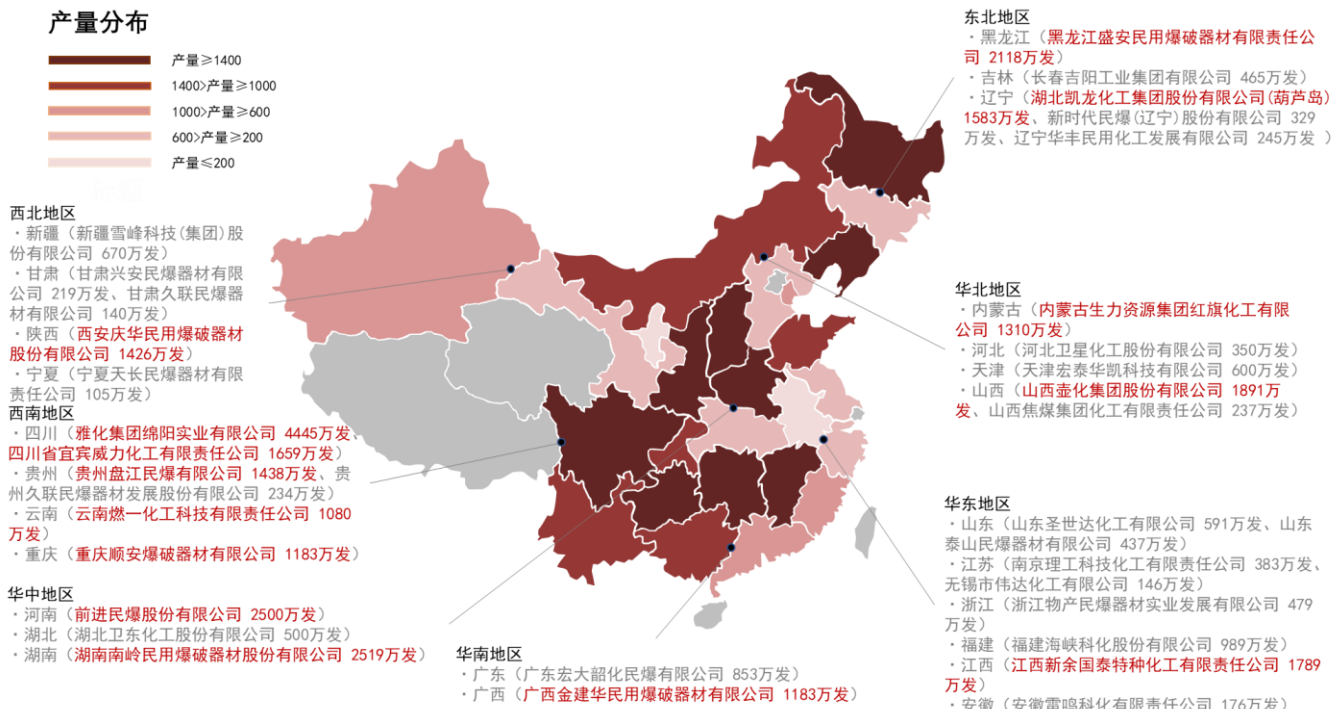 产量分布
产量≥1400
1400>产量≥1000
1000>产量≥600
600>产量≥200
产量≤200
西北地区
·新疆（新疆雪峰科技(集团)股
份有限公司 670万发）
·甘肃（甘肃兴安民爆器材有限
公司 219万发、甘肃久联民爆器
材有限公司 140万发）
·陕西（西安庆华民用爆破器材
股份有限公司 1426万发）
·宁夏（宁夏天长民爆器材有限
责任公司 105万发）
西南地区
·四川（雅化集团绵阳实业有限公司 4445万发、
四川省宜宾威力化工有限责任公司 1659万发）
·贵州（贵州盘江民爆有限公司 1438万发、贵
州久联民爆器材发展股份有限公司 234万发）
·云南（云南燃一化工科技有限责任公司 1080
万发）
·重庆（重庆顺安爆破器材有限公司 1183万发）
华中地区
·河南（前进民爆股份有限公司 2500万发）
·湖北（湖北卫东化工股份有限公司 500万发）
·湖南（湖南南岭民用爆破器材股份有限公司 2519万发）
华南地区
·广东（广东宏大韶化民爆有限公司 853万发）
·广西（广西金建华民用爆破器材有限公司 1183万发）
东北地区
·黑龙江（黑龙江盛安民用爆破器材有限责任公
司 2118万发）
·吉林（长春吉阳工业集团有限公司 465万发）
·辽宁（湖北凯龙化工集团股份有限公司(葫芦岛)
1583万发、新时代民爆(辽宁)股份有限公司 329
万发、辽宁华丰民用化工发展有限公司 245万发 ）
华北地区
·内蒙古（内蒙古生力资源集团红旗化工有限
公司 1310万发）
·河北（河北卫星化工股份有限公司 350万发）
·天津（天津宏泰华凯科技有限公司 600万发）
·山西（山西壶化集团股份有限公司 1891万
发、山西焦煤集团化工有限责任公司 237万发）
华东地区
·山东（山东圣世达化工有限公司 591万发、山东
泰山民爆器材有限公司 437万发）
·江苏（南京理工科技化工有限责任公司 383万发、
无锡市伟达化工有限公司 146万发）
·浙江（浙江物产民爆器材实业发展有限公司 479
万发）
·福建（福建海峡科化股份有限公司 989万发）
·江西（江西新余国泰特种化工有限责任公司 1789
万发）
·安徽（安徽雷鸣科化有限责任公司 176万发）